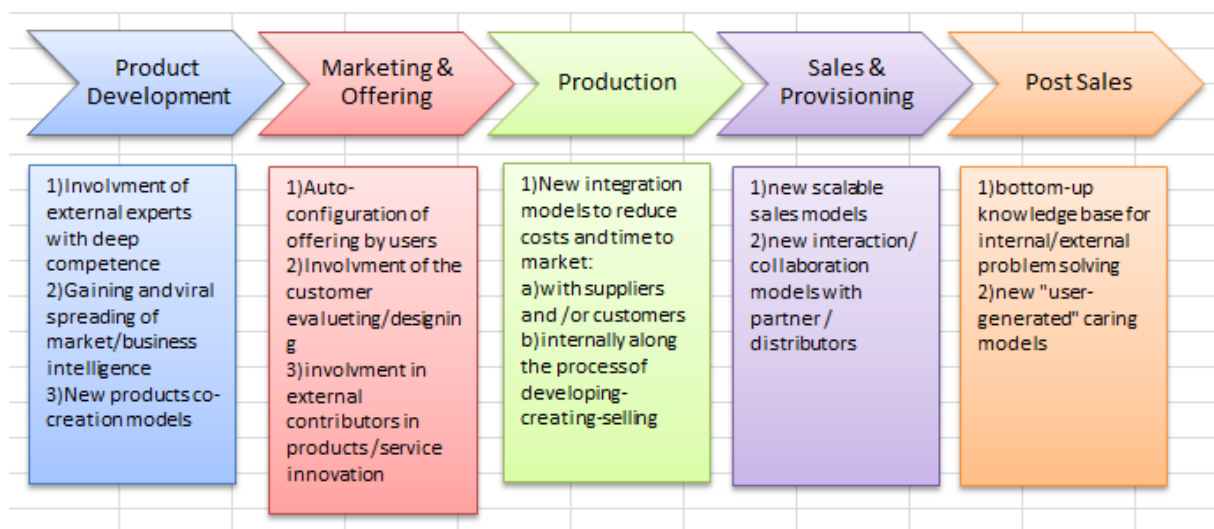 Product
Development
Marketing &
Offering
Production
Sales &
Provisioning
Post Sales
1)Involvment of
external experts
with deep
competence
2)Gaining and viral
spreading of
market/business
intelligence
3)New products co-
creation models
1)Auto-
configuration of
offering by users
2)Involvment of the
customer
evalueting/designin
g
3)involvment in
external
contributors in
products/service
innovation
1)New integration
models to reduce
costs and time to
market:
a)with suppliers
and /or customers
b)internally along
the process of
developing-
creating-selling
1)new scalable
sales models
2)new interaction/
collaboration
models with
partner /
distributors
1)bottom-up
knowledge base for
internal/external
problem solving
2)new "user-
generated" caring
models